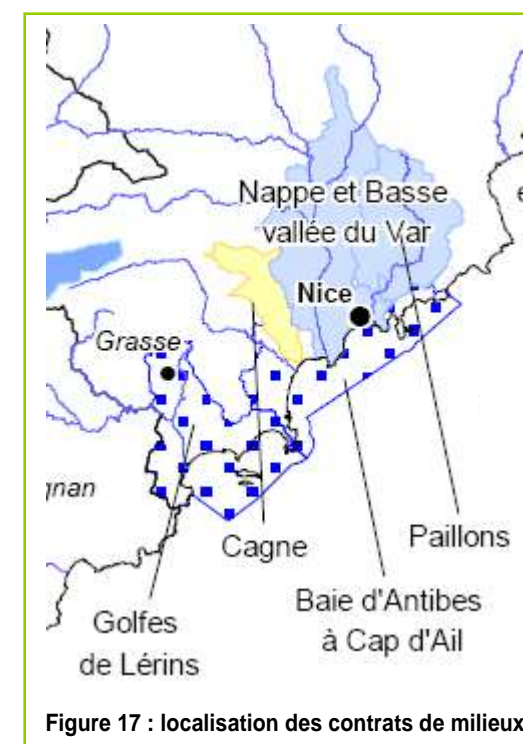 Nappe et Basse
vallée du Var
Nice
Grasse
gnan
Cagne
Paillons
Golfes
de Lérins
Baie d'Antibes
à Cap d'Ail
Figure 17 : localisation des contrats de milieux